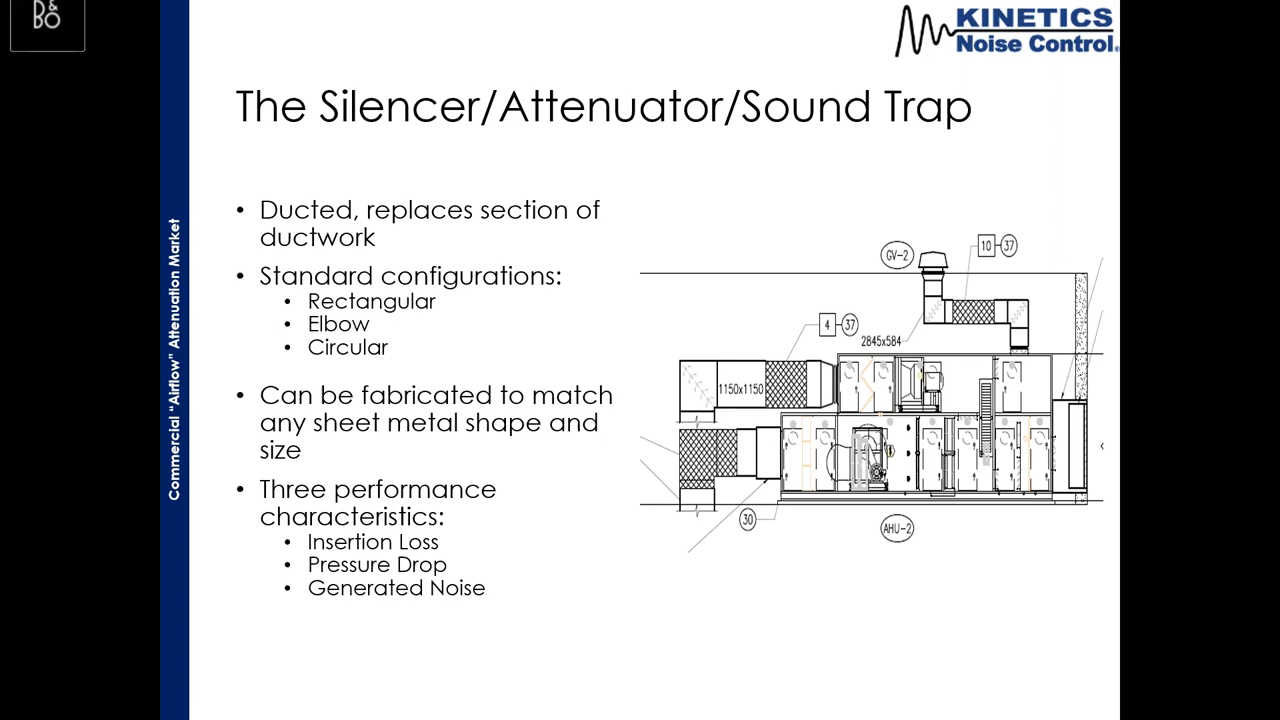 B&
BO
KINETICS
Noise Control®
The Silencer/Attenuator/Sound Trap
Commercial “Airflow” Attenuation Market
• Ducted, replaces section of
ductwork
• Standard configurations:
• Rectangular
• Elbow
• Circular
• Can be fabricated to match
any sheet metal shape and
size
• Three performance
characteristics:
• Insertion Loss
• Pressure Drop
• Generated Noise
GV-2
10 37
4 37
2845x584
1150x1150
30
AHU-2